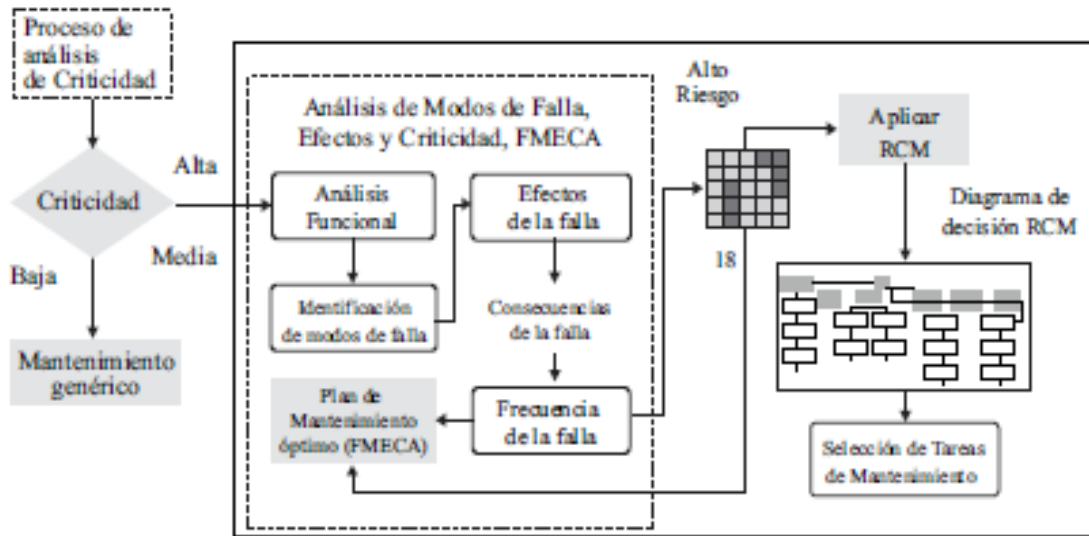 Proceso de
análisis
de Criticidad
Criticidad
Alta
Media
Baja
Mantenimiento
genérico
Análisis de Modos de Falla,
Efectos y Criticidad, FMECA
Análisis
Funcional
Identificación
de modos de falla
Efectos
de la falla
Consecuencias
de la falla
Frecuencia
de la falla
Plan de
Mantenimiento
óptimo (FMECA)
Alto
Riesgo
18
Aplicar
RCM
Diagrama de
decisión RCM
Selección de Tareas
de Mantenimiento